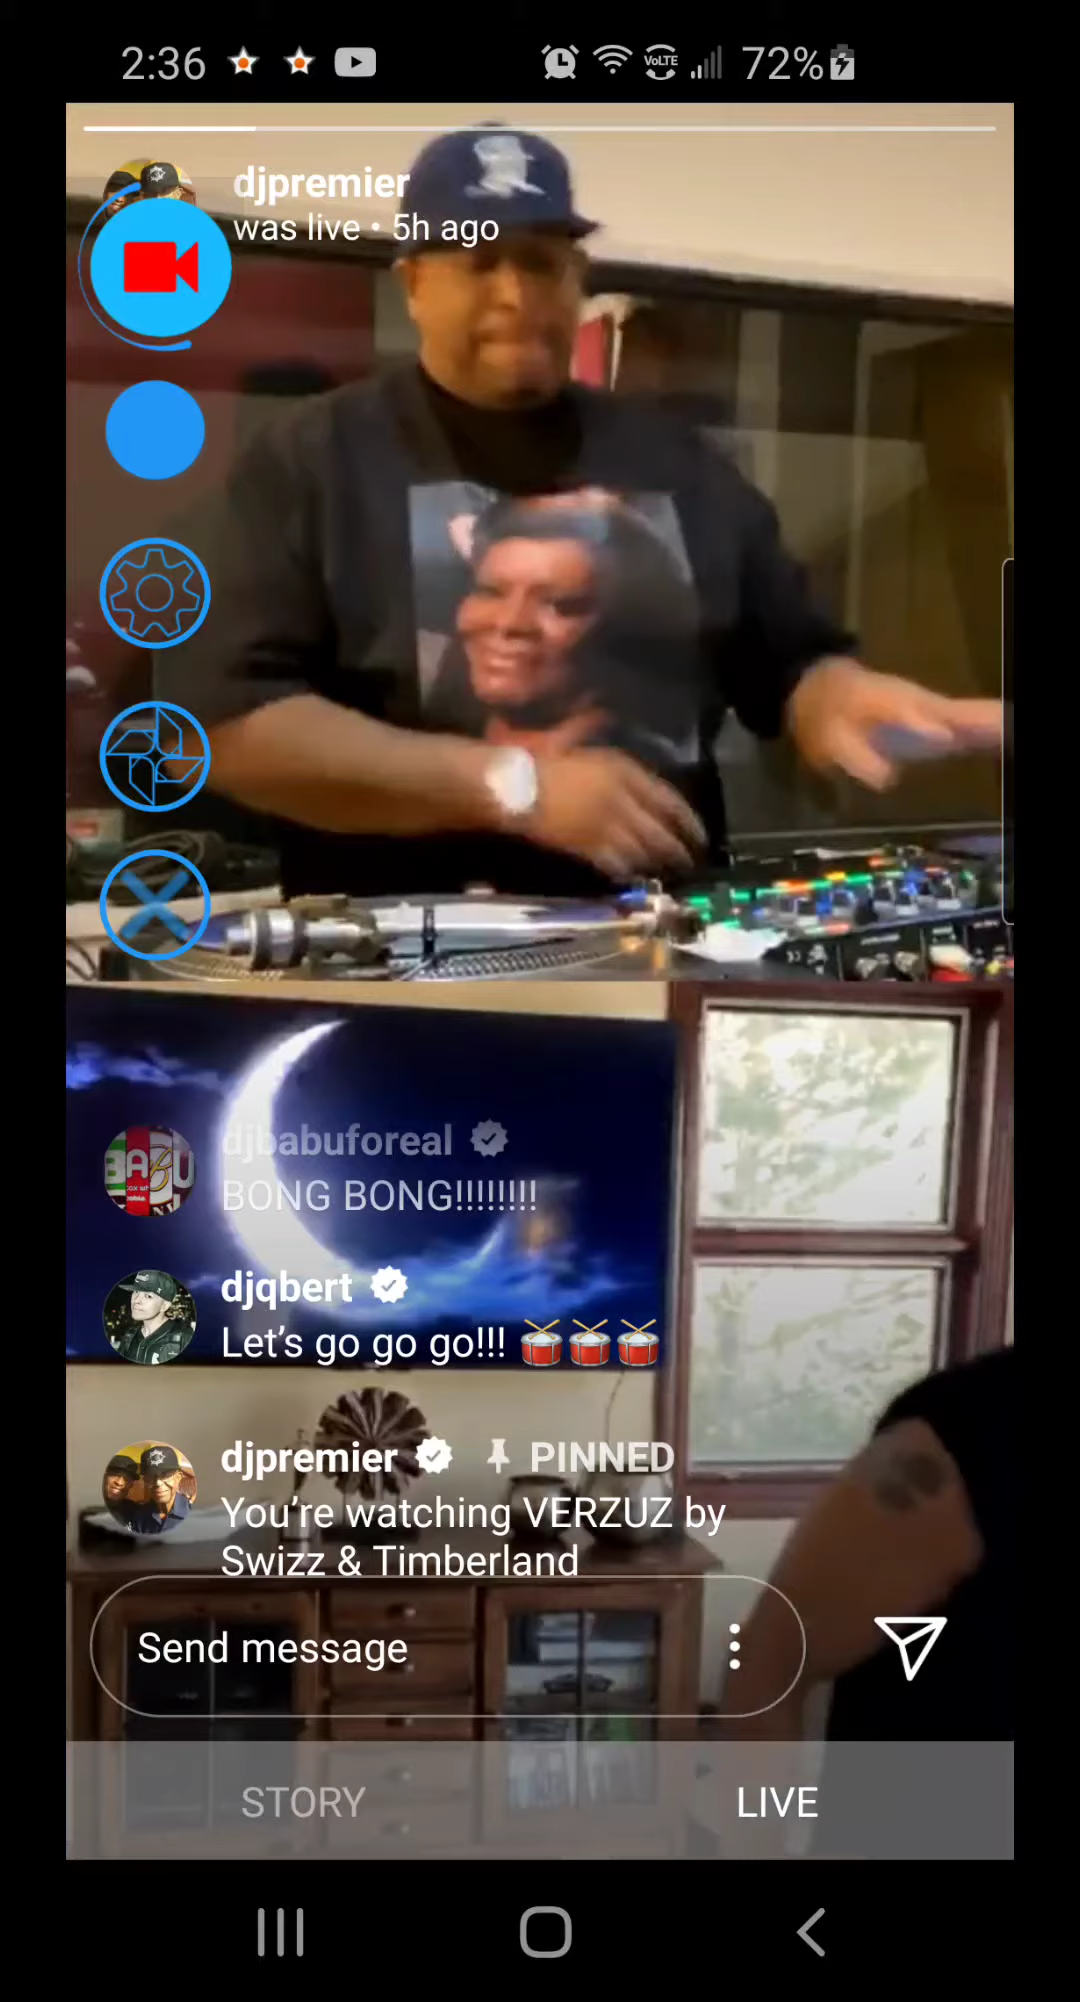 2:36 VoLTE 72%
djpremier
was live • 5h ago
djbabuforeal
BONG BONG!!!!!!!!
djqbert
Let’s go go go!!! 🥁🥁🥁
djpremier PINNED
You’re watching VERZUZ by
Swizz & Timberland
Send message
STORY LIVE